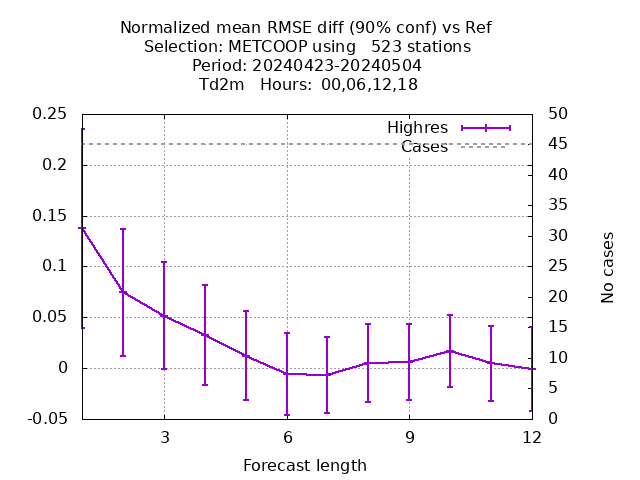 Normalized mean RMSE diff (90% conf) vs Ref
Selection: METCOOP using   523 stations
Period: 20240423-20240504
Td2m   Hours:  00,06,12,18
0.25
0.2
0.15
0.1
0.05
0
-0.05
Highres
Cases
50
45
40
35
30
25
20
15
10
5
0
No cases
3
6
9
12
Forecast length